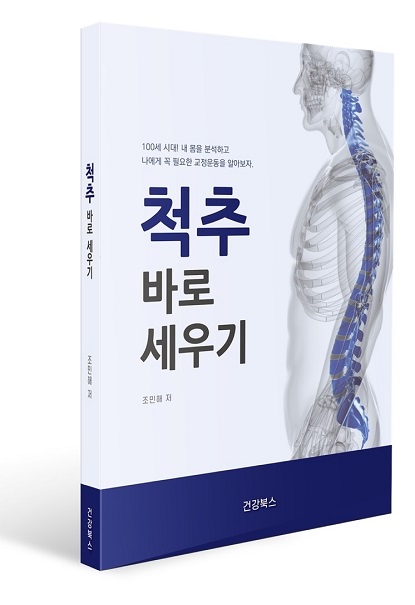 척추 바로 세우기
조민해 저
건강북스
100세 시대! 내 몸을 분석하고
나에게 꼭 필요한 교정운동을 알아보자.
척추
바로
세우기
조민해 저
건강북스